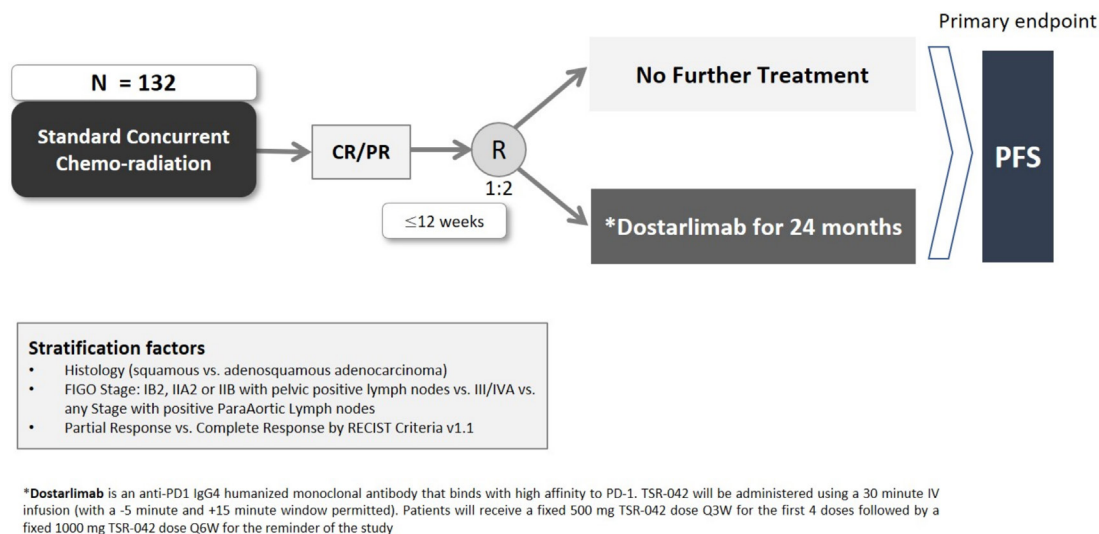 Primary endpoint
N = 132
Standard Concurrent
Chemo-radiation
CR/PR
R
1:2
≤12 weeks
No Further Treatment
*Dostarlimab for 24 months
PFS
Stratification factors
• Histology (squamous vs. adenosquamous adenocarcinoma)
• FIGO Stage: IB2, IIA2 or IIB with pelvic positive lymph nodes vs. III/IVA vs.
any Stage with positive ParaAortic Lymph nodes
• Partial Response vs. Complete Response by RECIST Criteria v1.1
*Dostarlimab is an anti-PD1 IgG4 humanized monoclonal antibody that binds with high affinity to PD-1. TSR-042 will be administered using a 30 minute IV
infusion (with a -5 minute and +15 minute window permitted). Patients will receive a fixed 500 mg TSR-042 dose Q3W for the first 4 doses followed by a
fixed 1000 mg TSR-042 dose Q6W for the reminder of the study